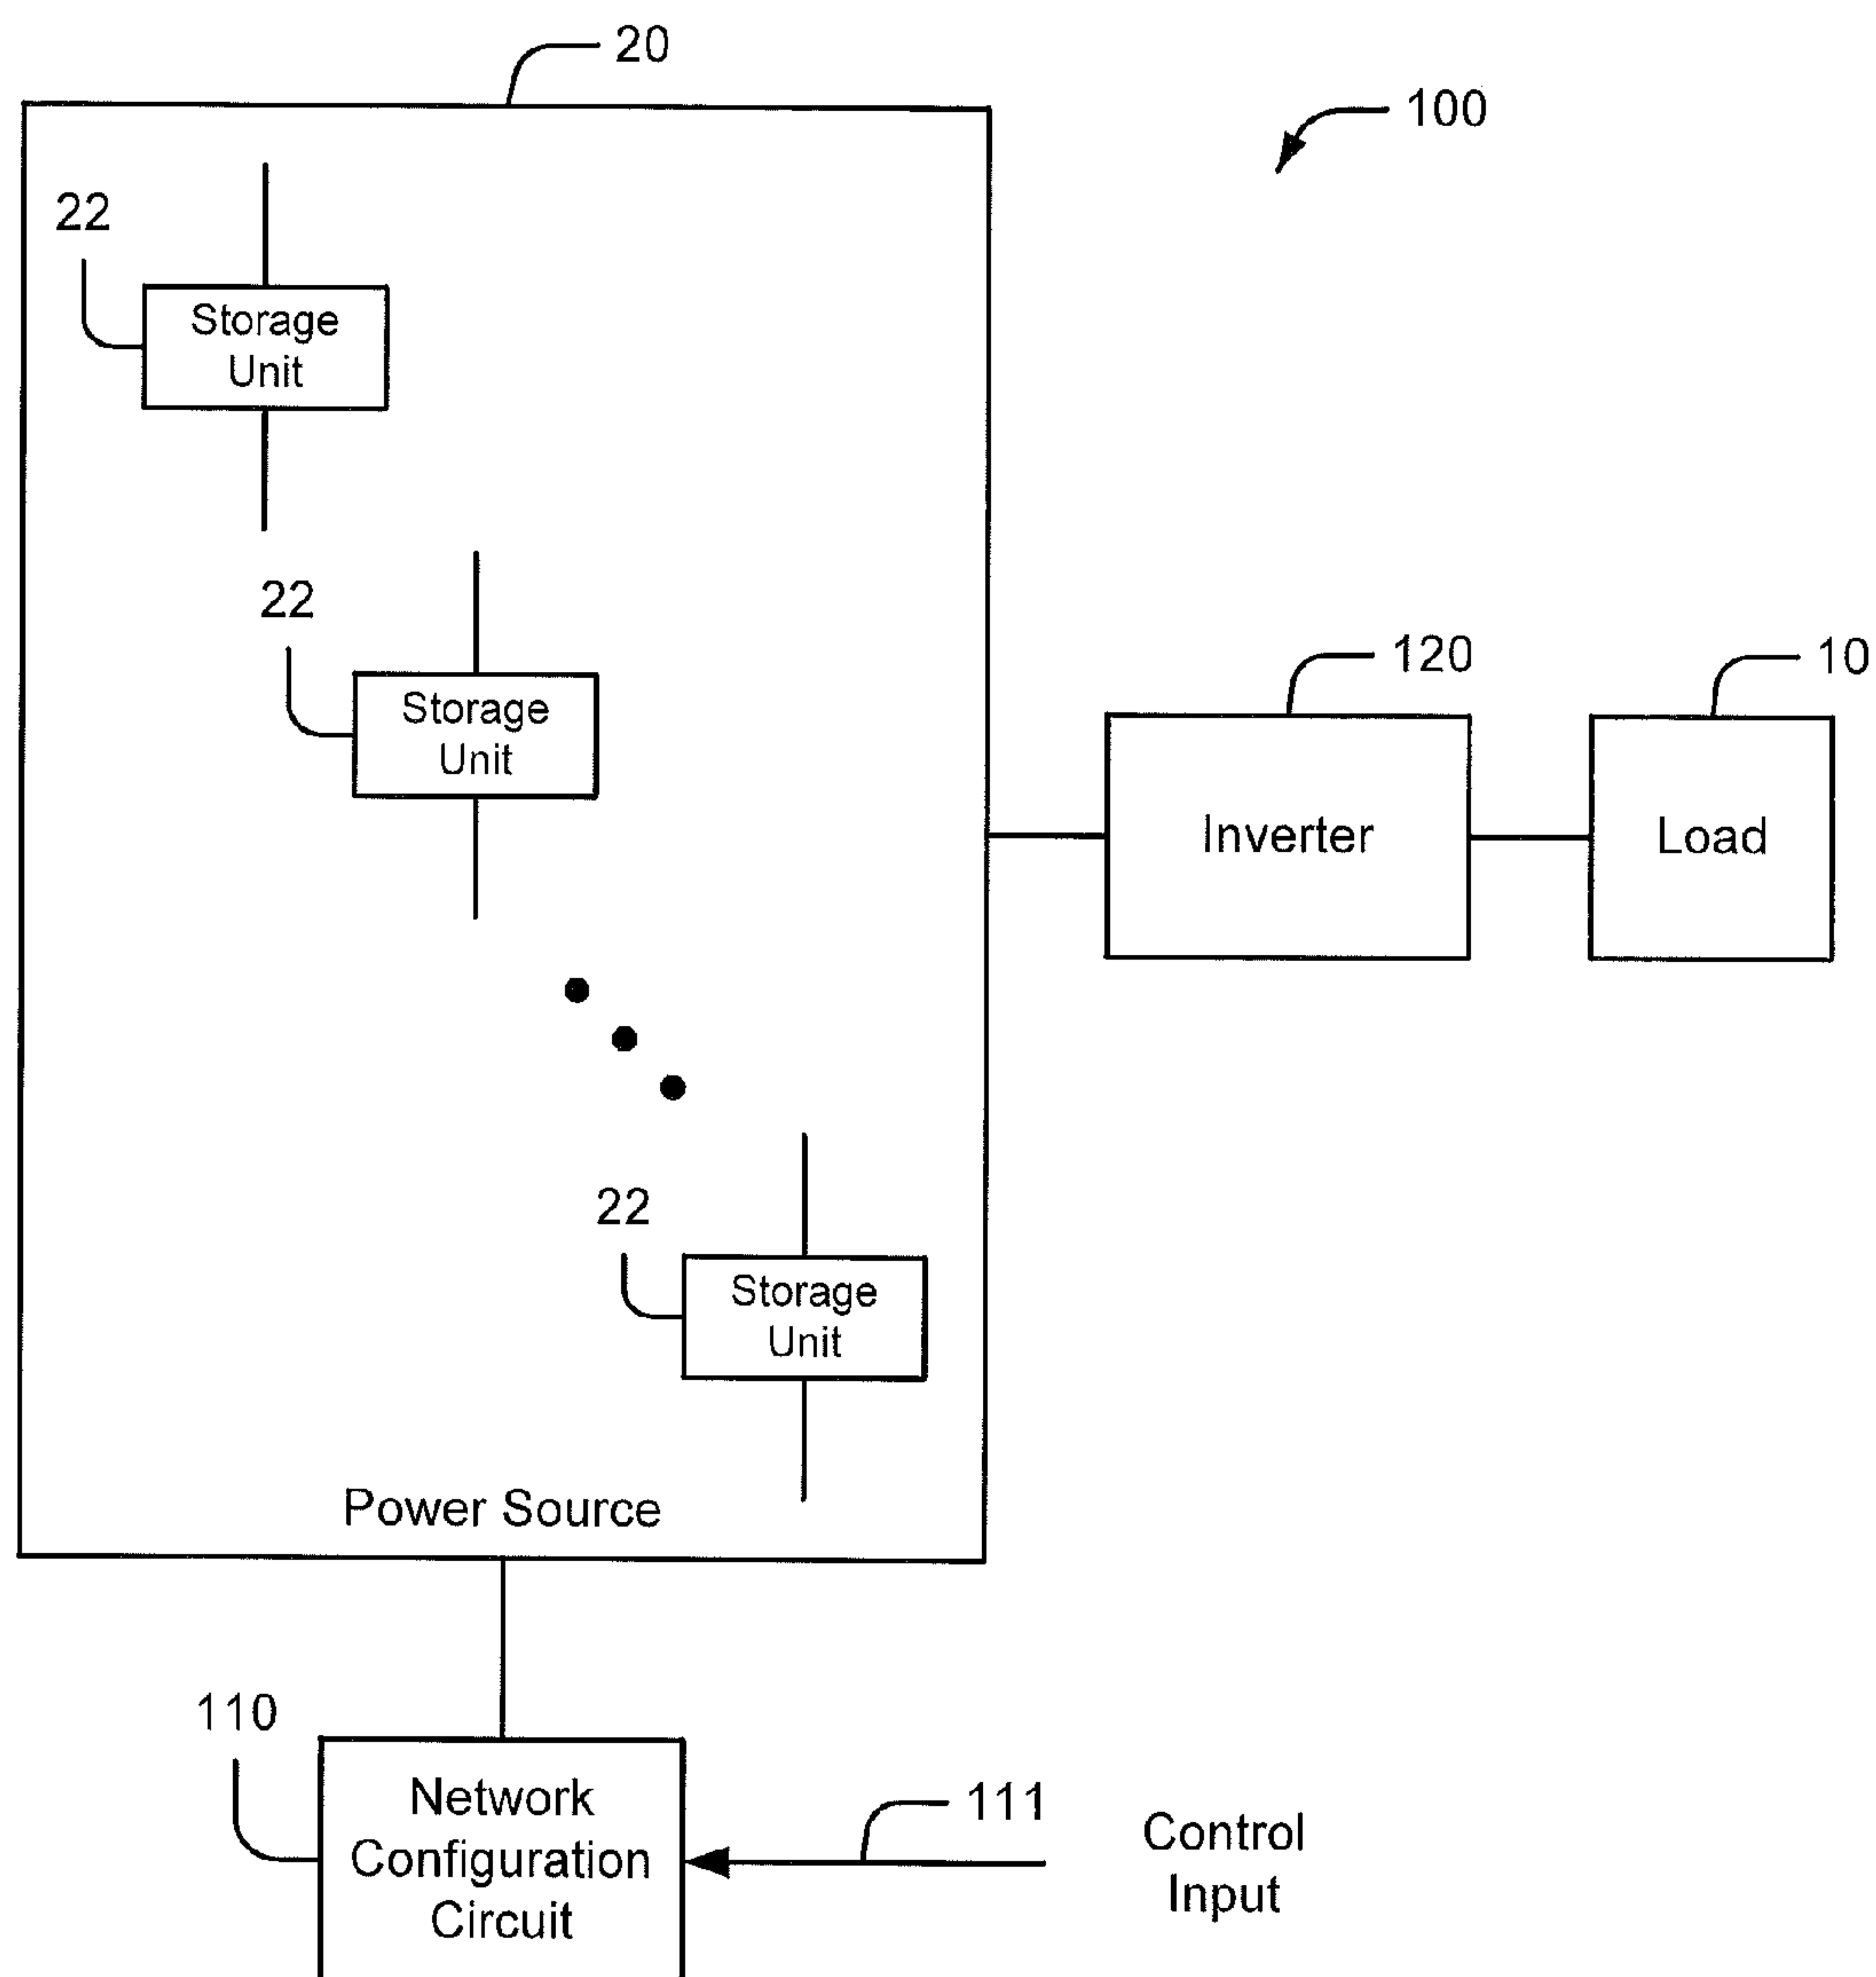 20
100
22
Storage
Unit
22
Storage
Unit
120
10
Inverter
Load
22
Storage
Unit
Power Source
110
Network
Configuration
Circuit
111
Control
Input